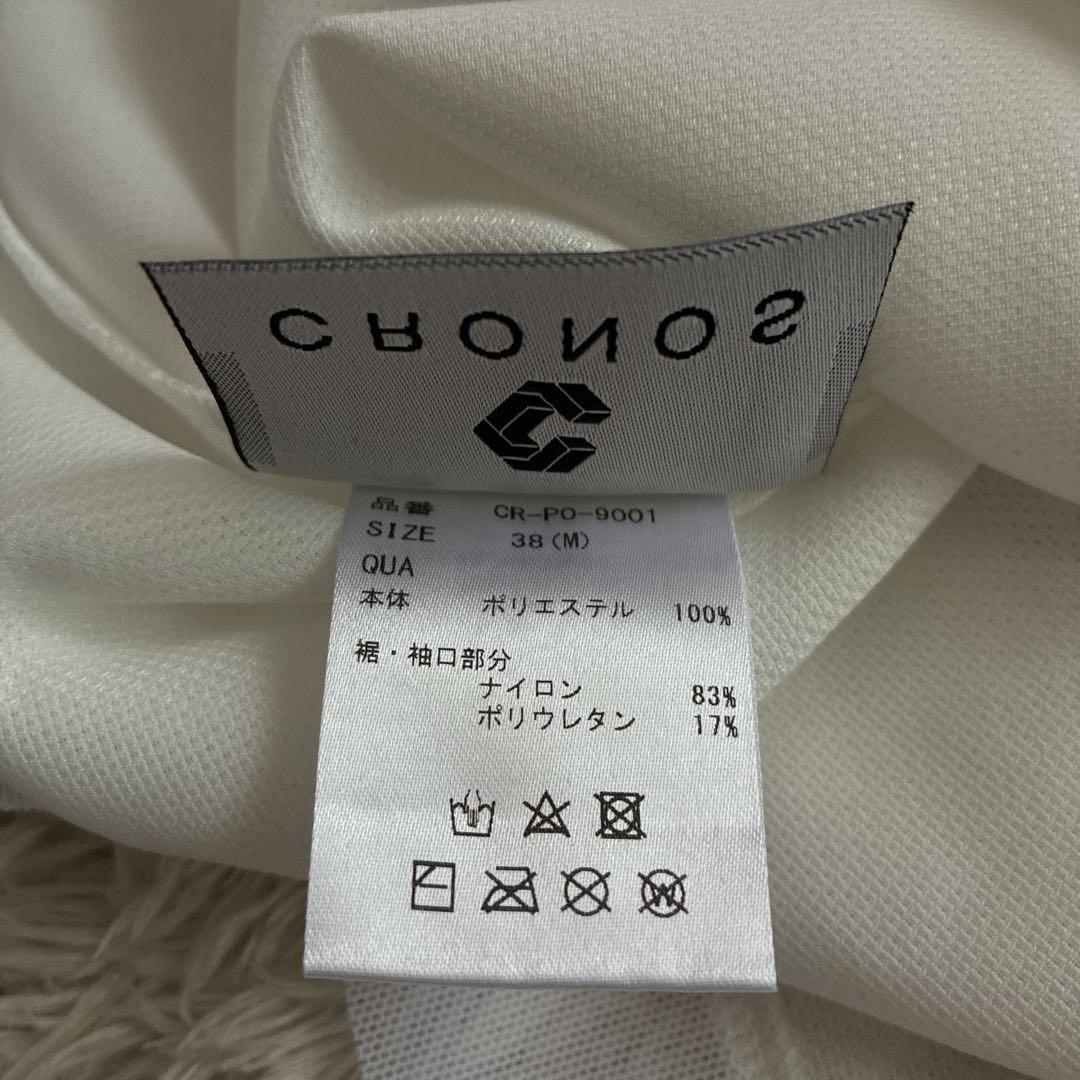 CRONOS
品番 CR-PO-9001
SIZE 38(M)
QUA
本体 ポリエステル 100%
裾・袖口部分
ナイロン 83%
ポリウレタン 17%
W